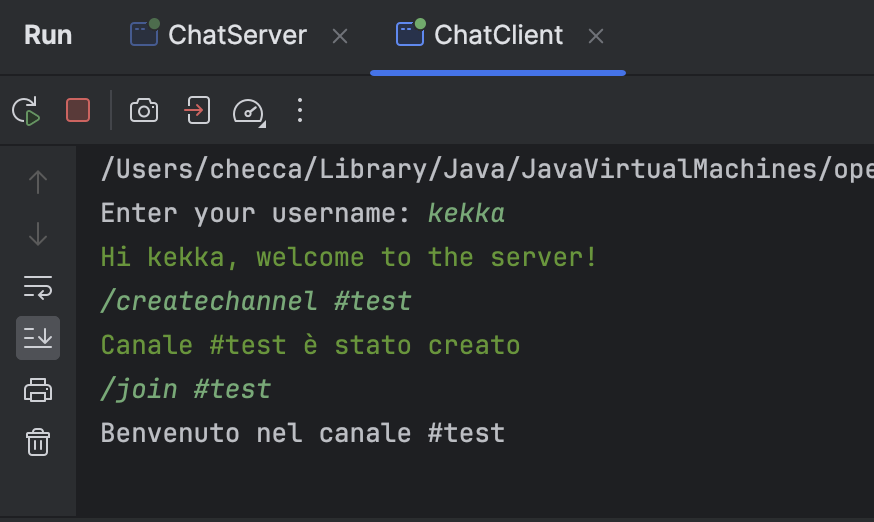 Run ChatServer ChatClient
/Users/checca/Library/Java/JavaVirtualMachines/ope
Enter your username: kekka
Hi kekka, welcome to the server!
/createchannel #test
Canale #test è stato creato
/join #test
Benvenuto nel canale #test